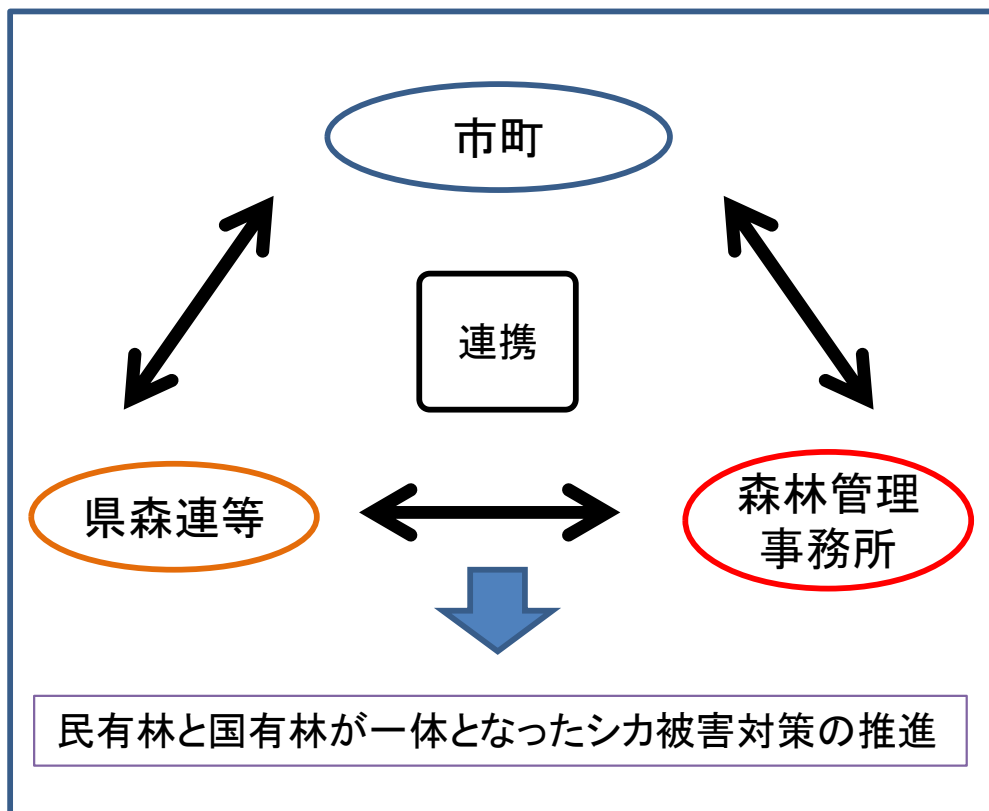 市町
連携
県森連等
森林管理
事務所
民有林と国有林が一体となったシカ被害対策の推進